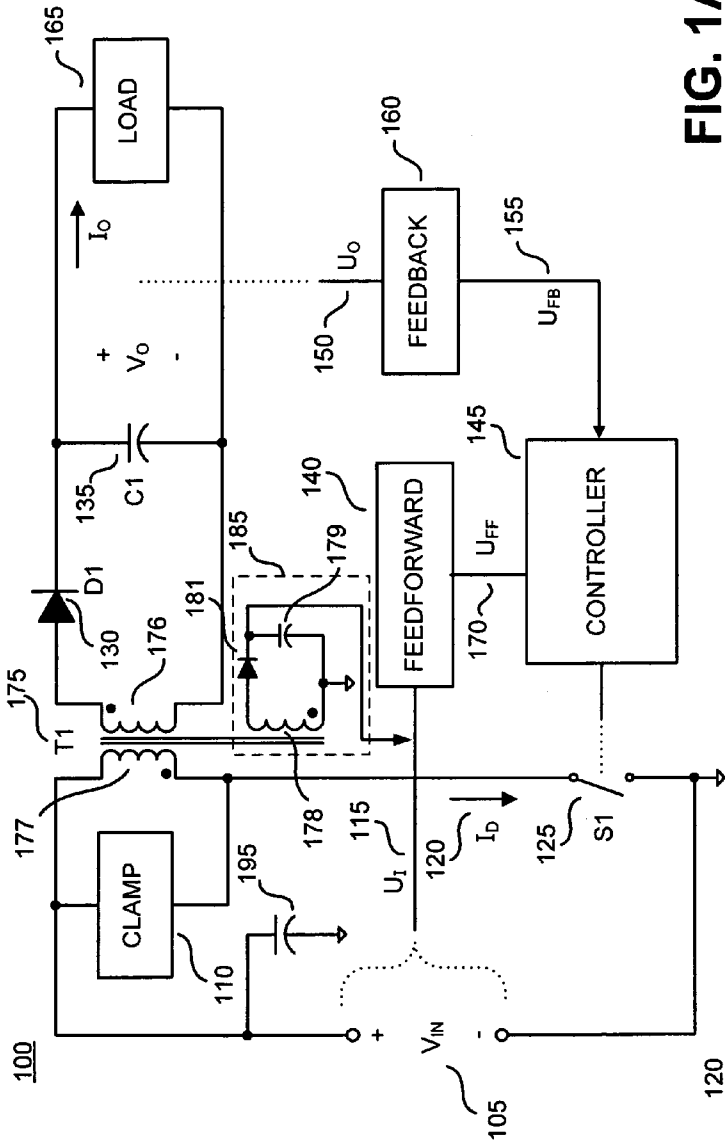 100
CLAMP
110
177
175
T1
176
D1
130
135
C1
+
VO
-
IO
165
LOAD
195
178
181
185
179
+
VIN
-
105
115
UI
120
ID
140
FEEDFORWARD
150
UO
160
FEEDBACK
170
UFF
145
CONTROLLER
UFB
155
125
S1
120
FIG. 1A